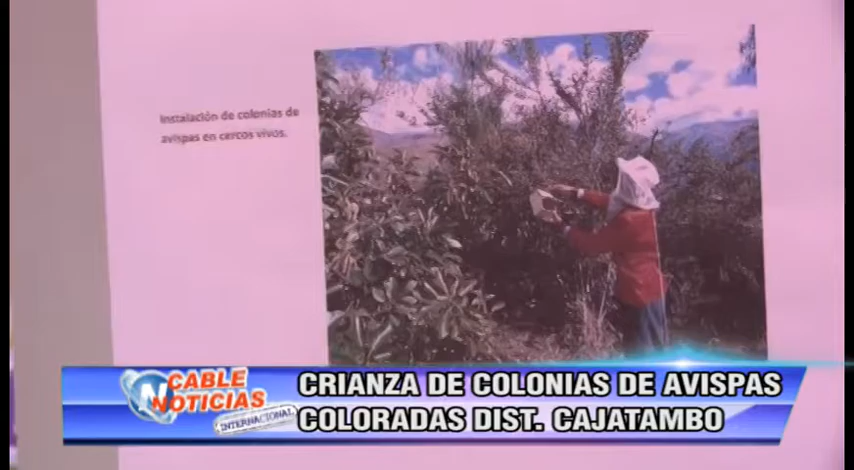 Instalación de colonias de
avispas en cercos vivos.
CABLE
NOTICIAS
INTERNACIONAL
CRIANZA DE COLONIAS DE AVISPAS
COLORADAS DIST. CAJATAMBO